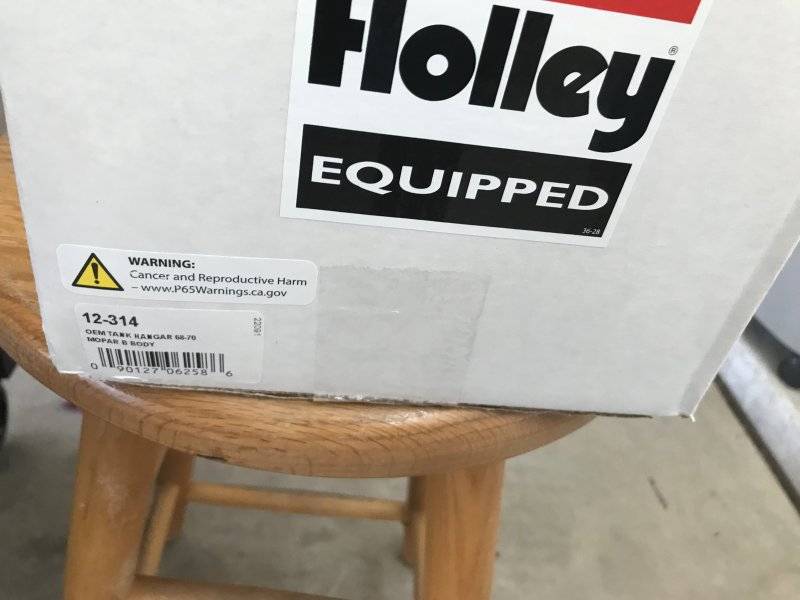 Holley®
EQUIPPED
36-28
WARNING:
Cancer and Reproductive Harm
– www.P65Warnings.ca.gov
12-314
22091
OEM TANK HANGAR 68-70
MOPAR B BODY
0 90127 06258 6